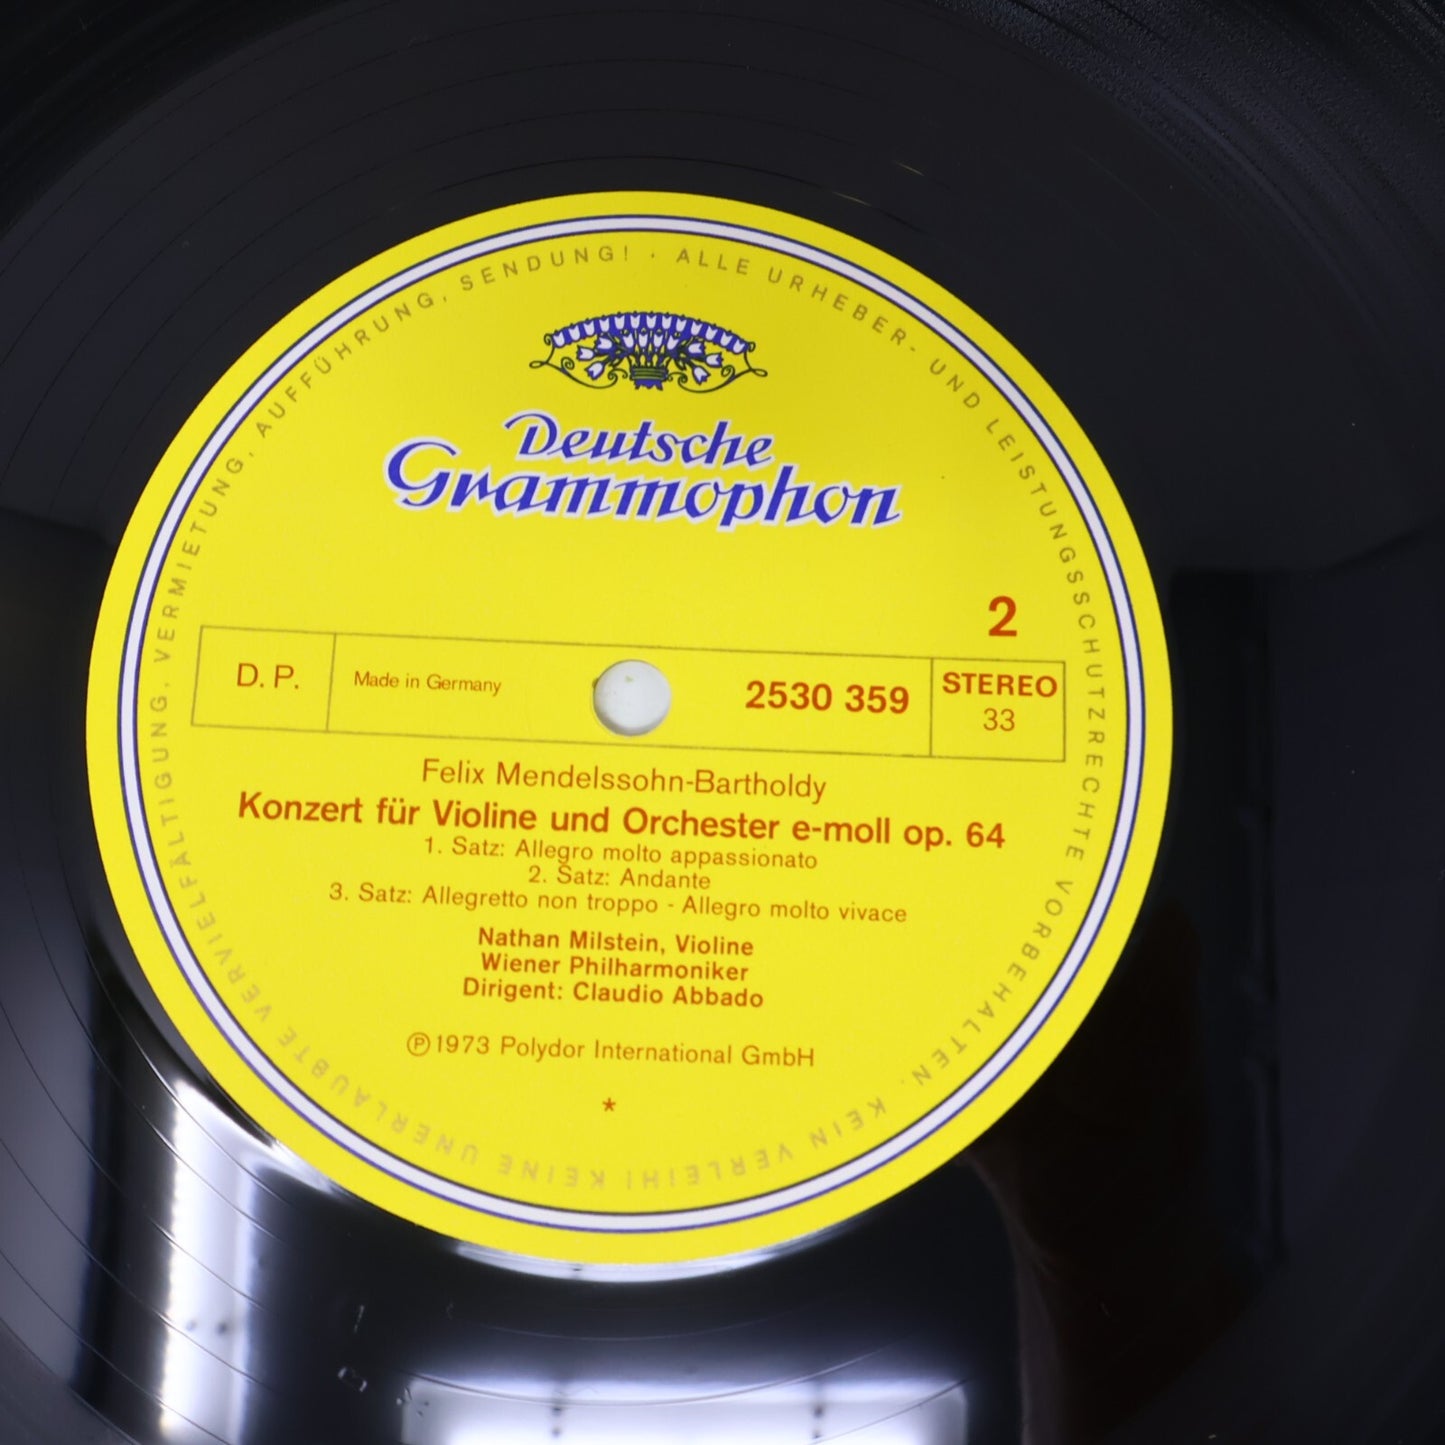 Deutsche
Grammophon
2
D. P.
Made in Germany
2530 359
STEREO
33
Felix Mendelssohn-Bartholdy
Konzert für Violine und Orchester e-moll op. 64
1. Satz: Allegro molto appassionato
2. Satz: Andante
3. Satz: Allegretto non troppo - Allegro molto vivace
Nathan Milstein, Violine
Wiener Philharmoniker
Dirigent: Claudio Abbado
Ⓟ 1973 Polydor International GmbH
*
ALLE URHEBER- UND LEISTUNGSSCHUTZRECHTE VORBEHALTEN. KEIN VERLEIH! KEINE UNERLAUBTE VERVIELFÄLTIGUNG, VERMIETUNG, AUFFÜHRUNG, SENDUNG! ·